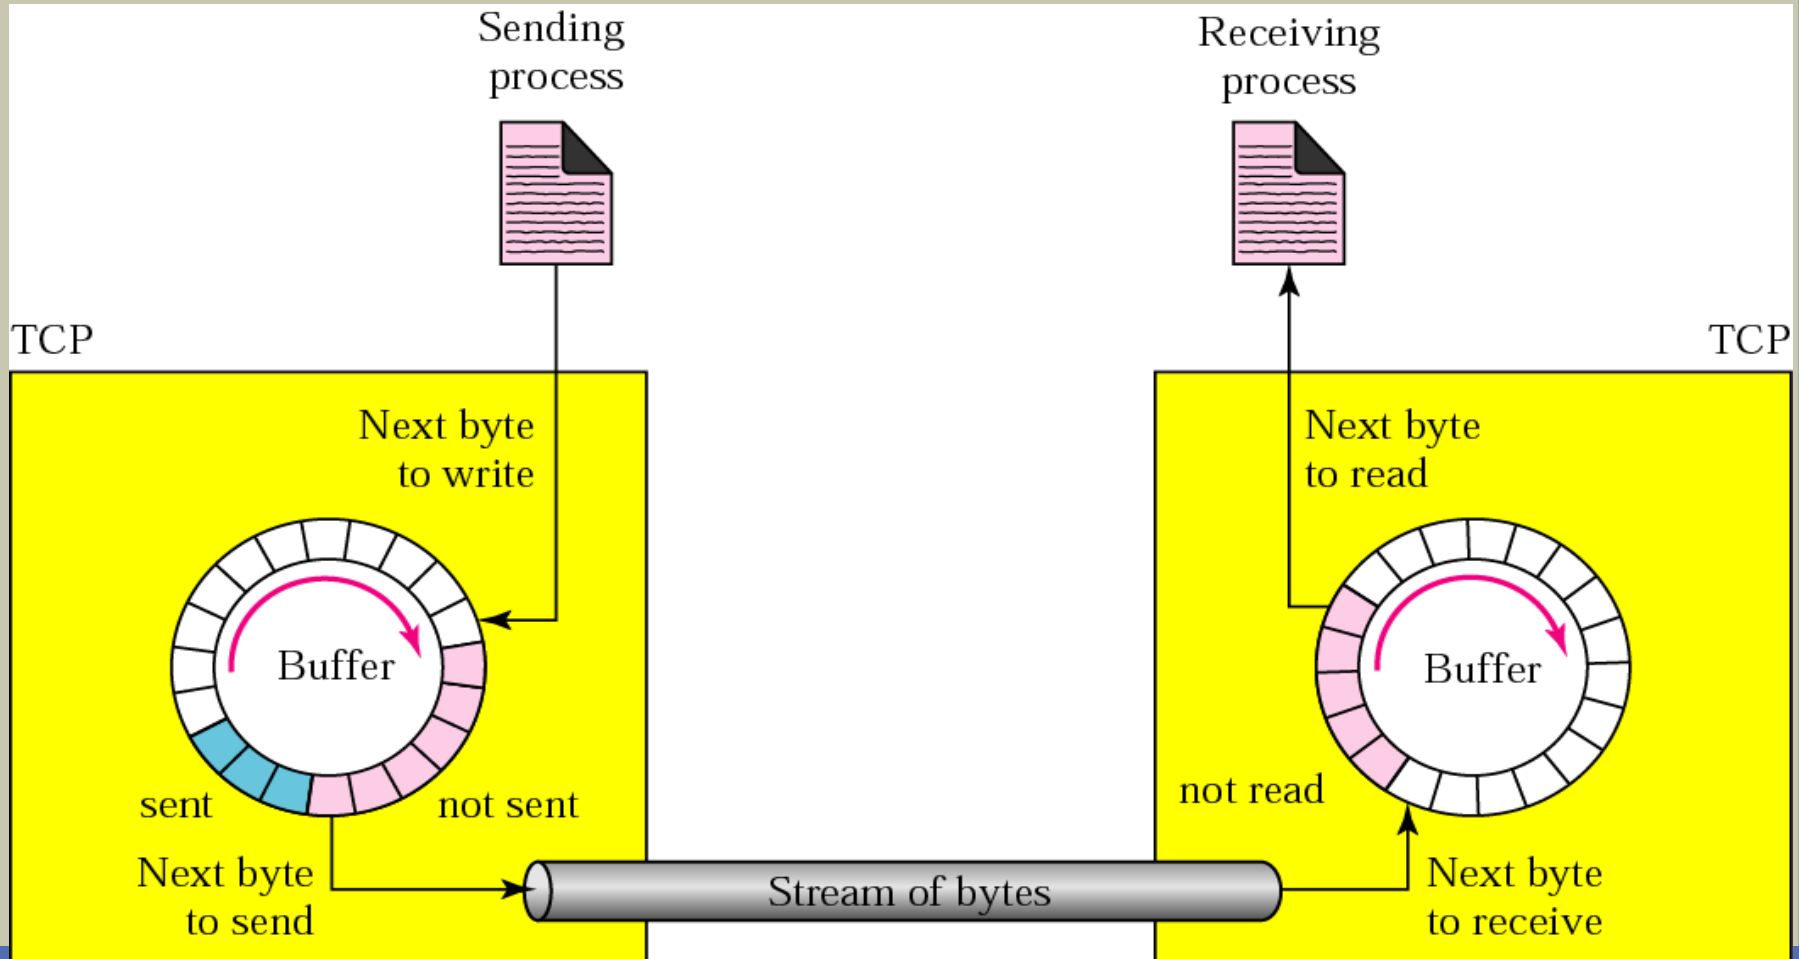 Sending
process
Receiving
process
TCP
TCP
Next byte
to write
Next byte
to read
Buffer
Buffer
sent
not sent
not read
Next byte
to send
Stream of bytes
Next byte
to receive